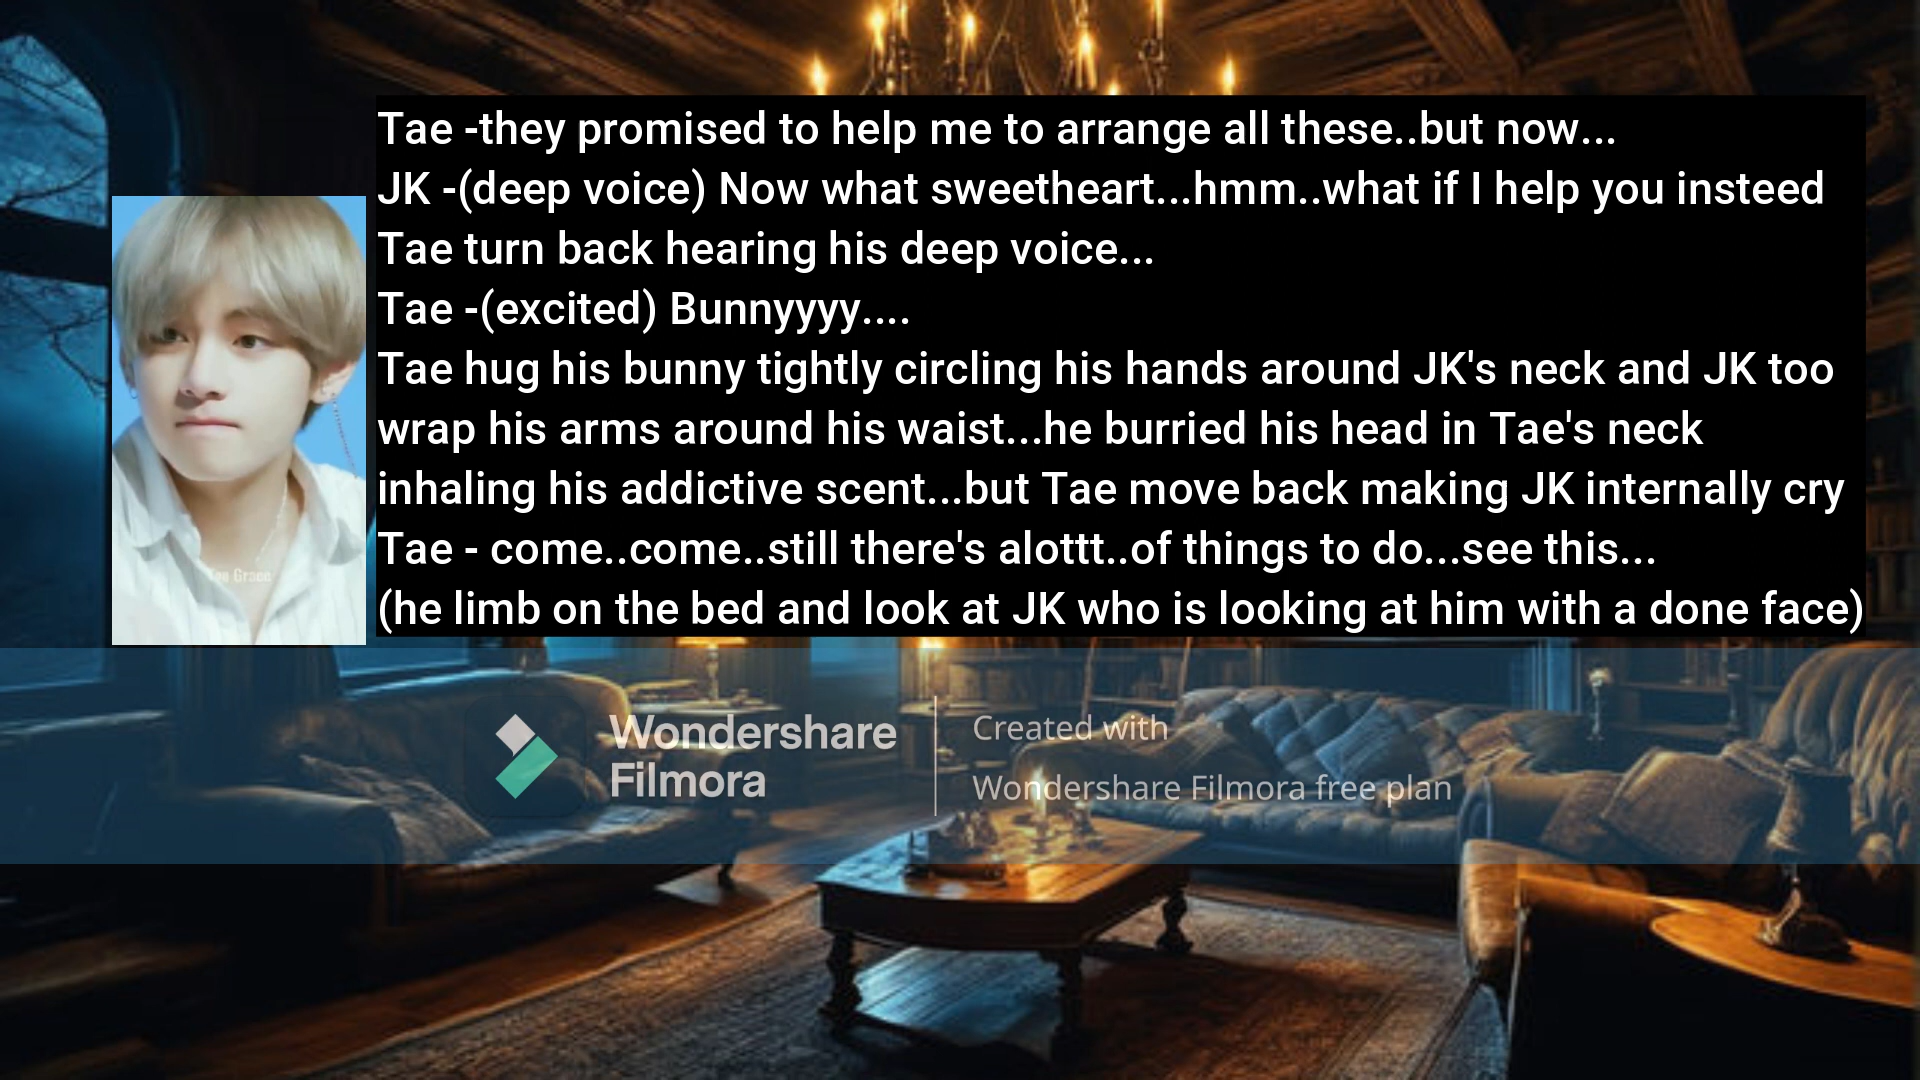 Tae -they promised to help me to arrange all these..but now...
JK -(deep voice) Now what sweetheart...hmm..what if I help you insteed
Tae turn back hearing his deep voice...
Tae -(excited) Bunnyyyy....
Tae hug his bunny tightly circling his hands around JK's neck and JK too
wrap his arms around his waist...he burried his head in Tae's neck
inhaling his addictive scent...but Tae move back making JK internally cry
Tae - come..come..still there's alottt..of things to do...see this...
(he limb on the bed and look at JK who is looking at him with a done face)
Tae Grace
Wondershare
Filmora
Created with
Wondershare Filmora free plan